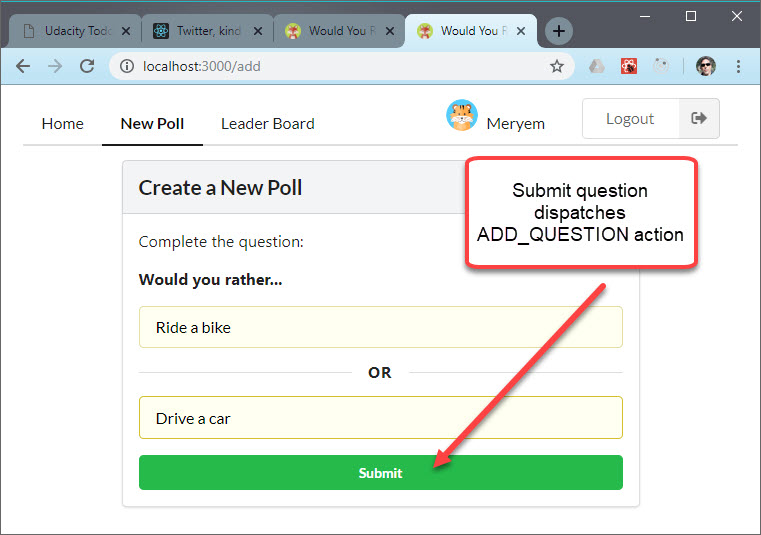 Udacity Todo
Twitter, kind
Would You R
Would You R
localhost:3000/add
Home
New Poll
Leader Board
Meryem
Logout
Create a New Poll
Submit question
dispatches
ADD_QUESTION action
Complete the question:
Would you rather...
Ride a bike
OR
Drive a car
Submit